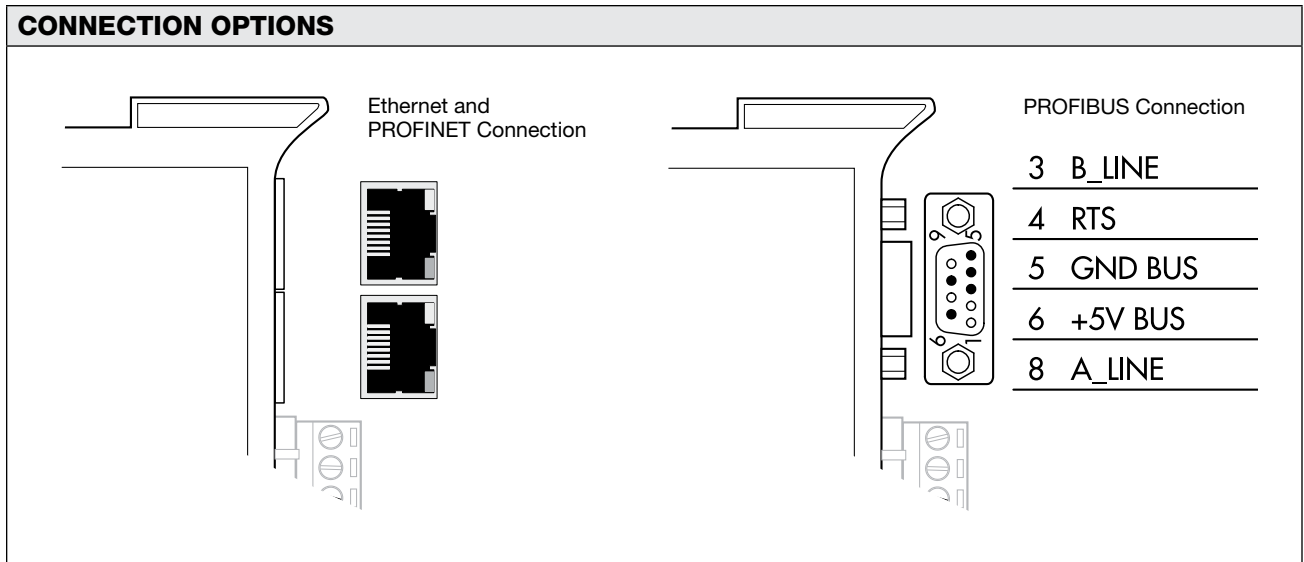 CONNECTION OPTIONS
Ethernet and
PROFINET Connection
PROFIBUS Connection
3 B_LINE
4 RTS
5 GND BUS
6 +5V BUS
8 A_LINE
9 5
6 1